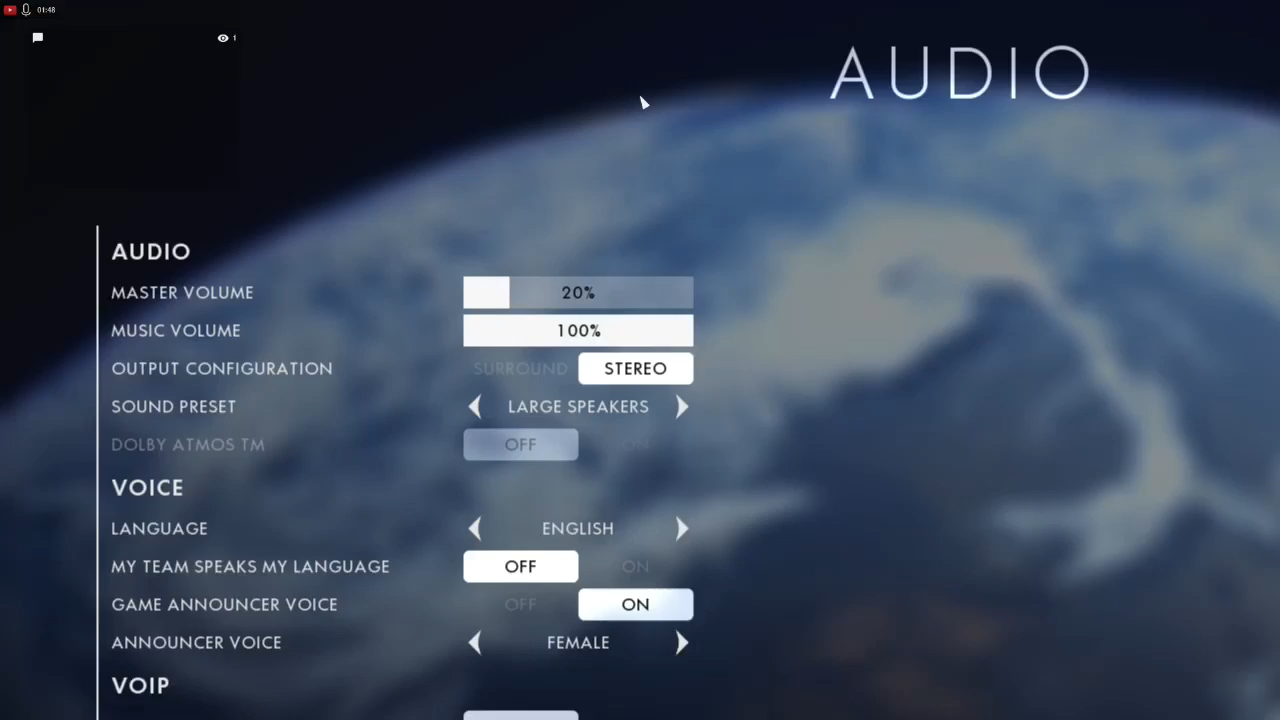 01:48
1
AUDIO
AUDIO
MASTER VOLUME 20%
MUSIC VOLUME 100%
OUTPUT CONFIGURATION SURROUND STEREO
SOUND PRESET LARGE SPEAKERS
DOLBY ATMOS TM OFF ON
VOICE
LANGUAGE ENGLISH
MY TEAM SPEAKS MY LANGUAGE OFF ON
GAME ANNOUNCER VOICE OFF ON
ANNOUNCER VOICE FEMALE
VOIP